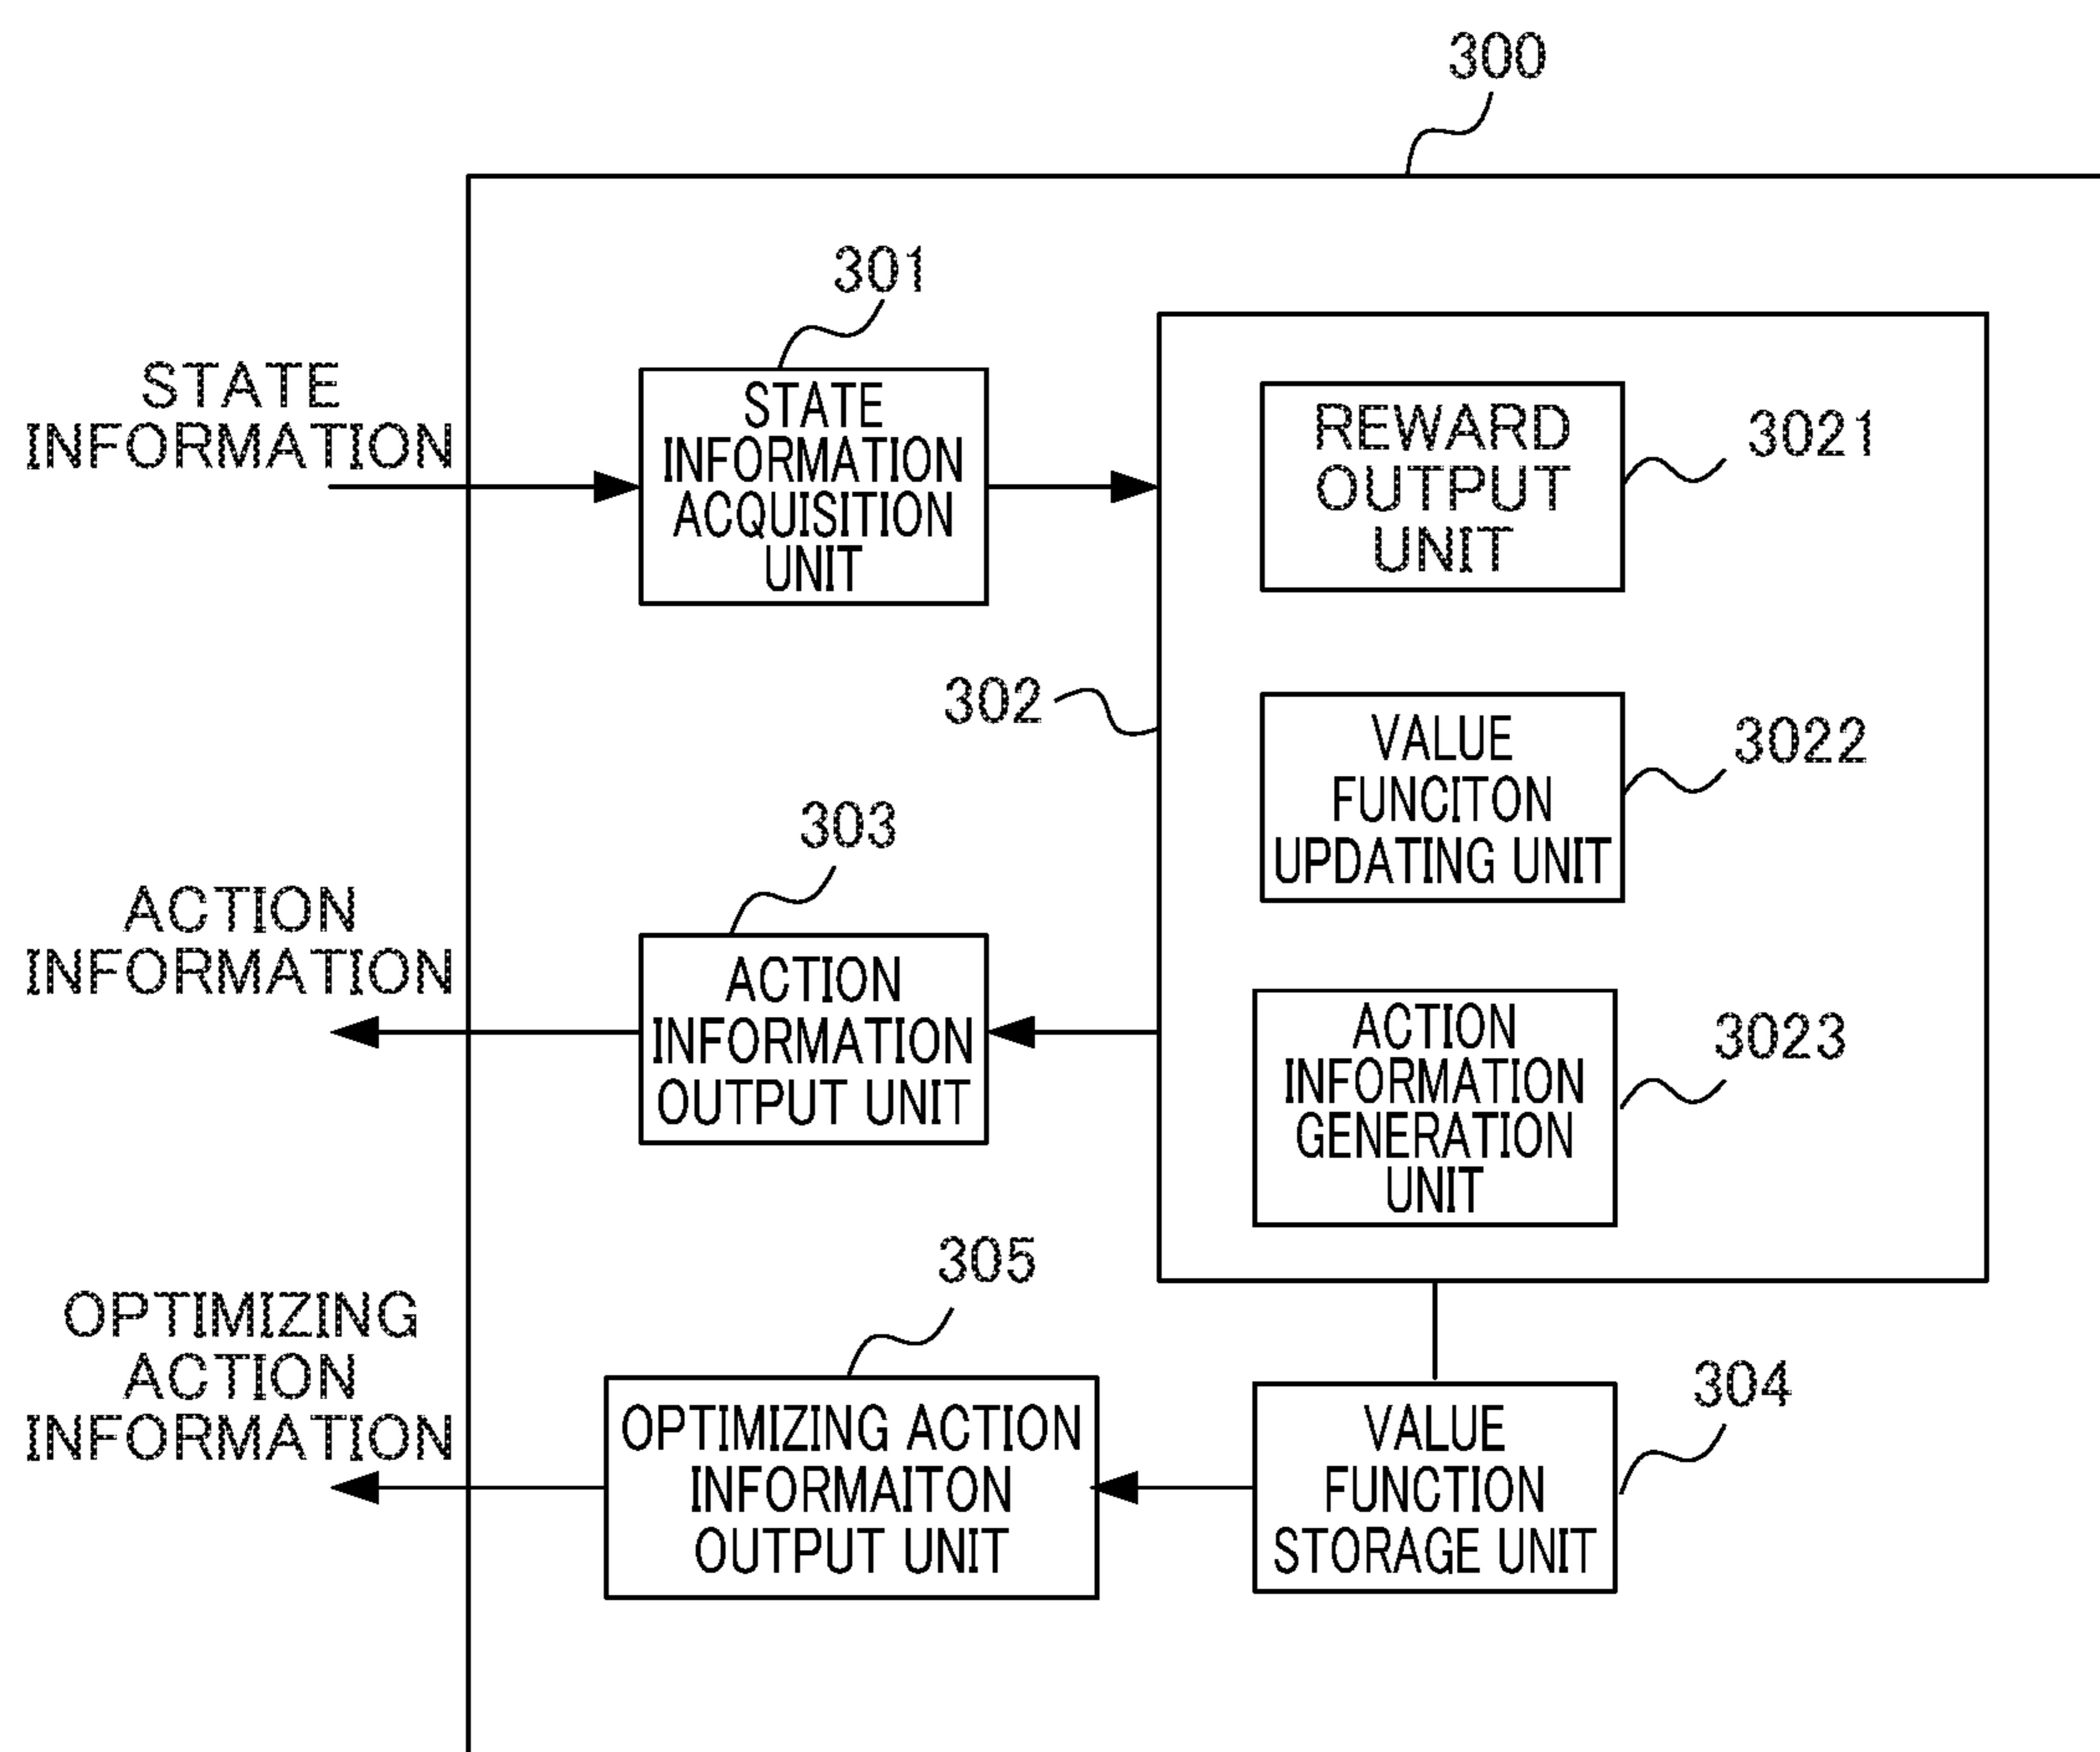 300
301
STATE
INFORMATION
STATE
INFORMATION
ACQUISITION
UNIT
REWARD
OUTPUT
UNIT
3021
302
VALUE
FUNCITON
UPDATING UNIT
3022
303
ACTION
INFORMATION
ACTION
INFORMATION
OUTPUT UNIT
ACTION
INFORMATION
GENERATION
UNIT
3023
305
OPTIMIZING
ACTION
INFORMATION
OPTIMIZING ACTION
INFORMAITON
OUTPUT UNIT
VALUE
FUNCTION
STORAGE UNIT
304